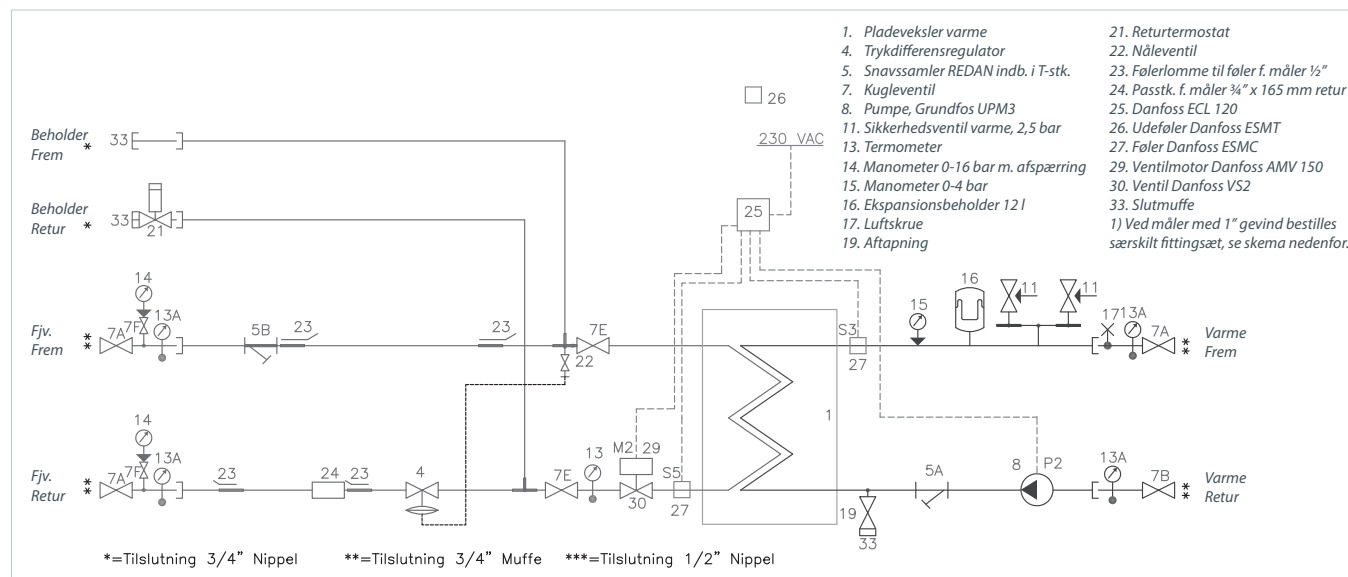 1. Pladeveksler varme
4. Trykdifferensregulator
5. Snavssamler REDAN indb. i T-stk.
7. Kugleventil
8. Pumpe, Grundfos UPM3
11. Sikkerhedsventil varme, 2,5 bar
13. Termometer
14. Manometer 0-16 bar m. afspærring
15. Manometer 0-4 bar
16. Ekspansionsbeholder 12 l
17. Luftskrue
19. Aftapning
21. Returtermostat
22. Nåleventil
23. Følerlomme til føler f. måler ½”
24. Passtk. f. måler ¾” x 165 mm retur
25. Danfoss ECL 120
26. Udeføler Danfoss ESMT
27. Føler Danfoss ESMC
29. Ventilmotor Danfoss AMV 150
30. Ventil Danfoss VS2
33. Slutmuffe
1) Ved måler med 1” gevind bestilles
særskilt fittingsæt, se skema nedenfor.
26
230 VAC
25
Beholder
Frem
* 33
Beholder
Retur
* 33
21
14
7F 13A
7A
5B 23
23
7E
22
Fjv.
Frem
**
S3
27
15
16
11
11
17 13A
7A
**
Varme
Frem
1
14
7F 13A
7A
23
24 23
4
7E
13
M2 29
30
S5
27
Fjv.
Retur
**
19
33
5A
8 P2
13A
7B
**
Varme
Retur
*=Tilslutning 3/4” Nippel **=Tilslutning 3/4” Muffe ***=Tilslutning 1/2” Nippel